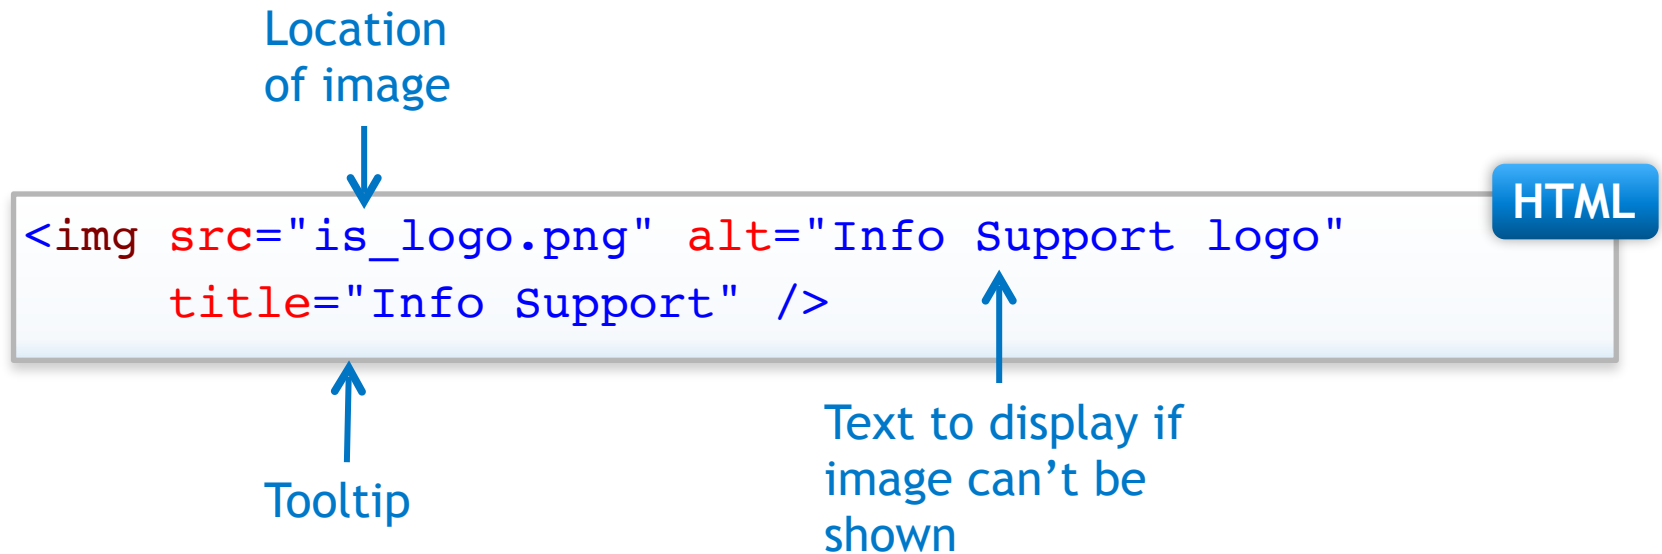 Location
of image
HTML
<img src="is_logo.png" alt="Info Support logo"
title="Info Support" />
Tooltip
Text to display if
image can’t be
shown